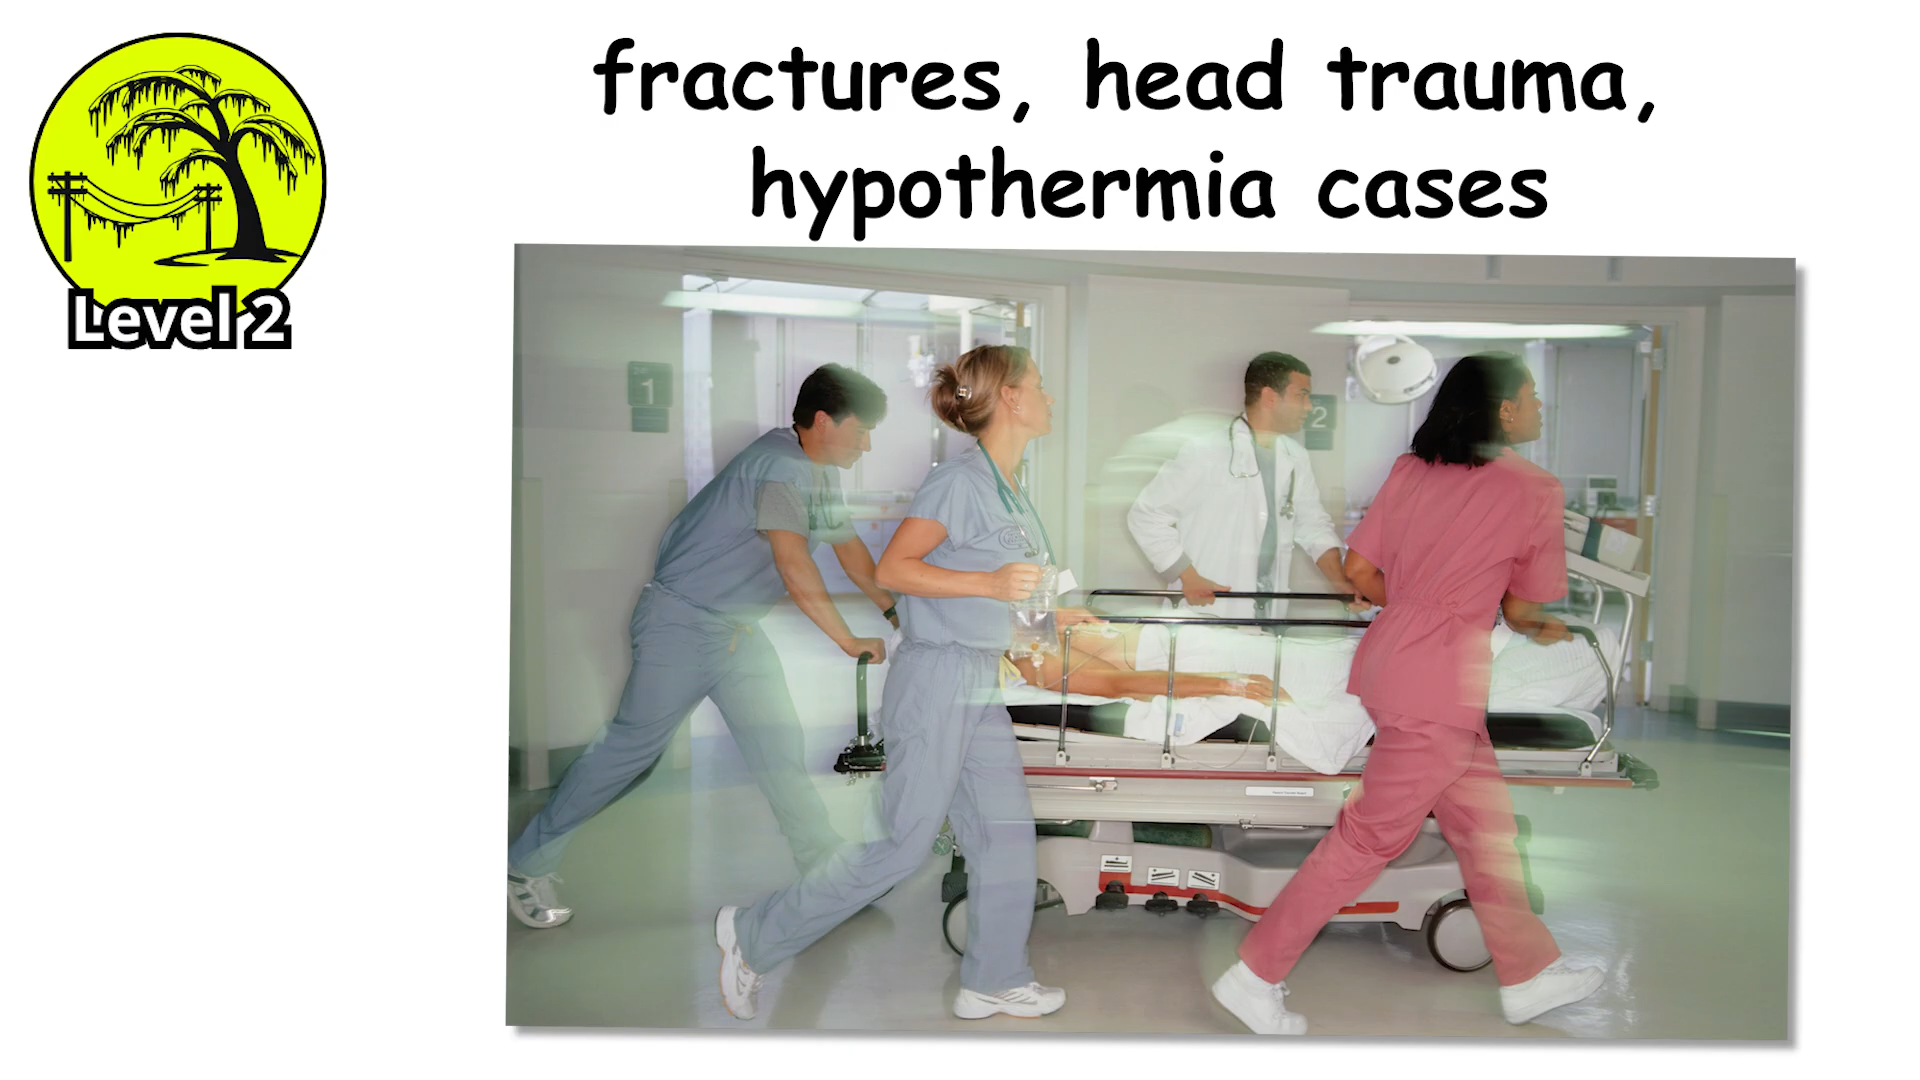 fractures, head trauma,
hypothermia cases
Level 2
1
2